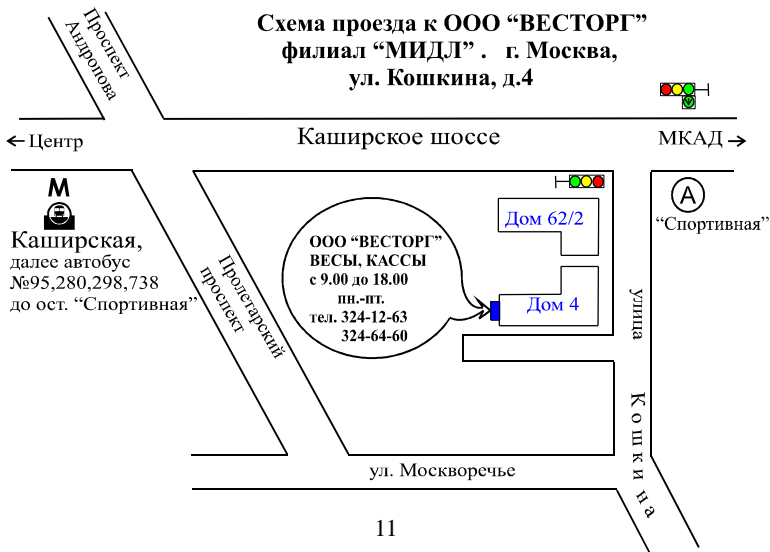 Схема проезда к ООО “ВЕСТОРГ”
филиал “МИДЛ” . г. Москва,
ул. Кошкина, д.4
Проспект
Андропова
← Центр
Каширское шоссе
МКАД →
М
Каширская,
далее автобус
№95,280,298,738
до ост. “Спортивная”
Пролетарский
проспект
ООО “ВЕСТОРГ”
ВЕСЫ, КАССЫ
с 9.00 до 18.00
пн.-пт.
тел. 324-12-63
324-64-60
Дом 62/2
Дом 4
А
“Спортивная”
улица Кошкина
ул. Москворечье
11